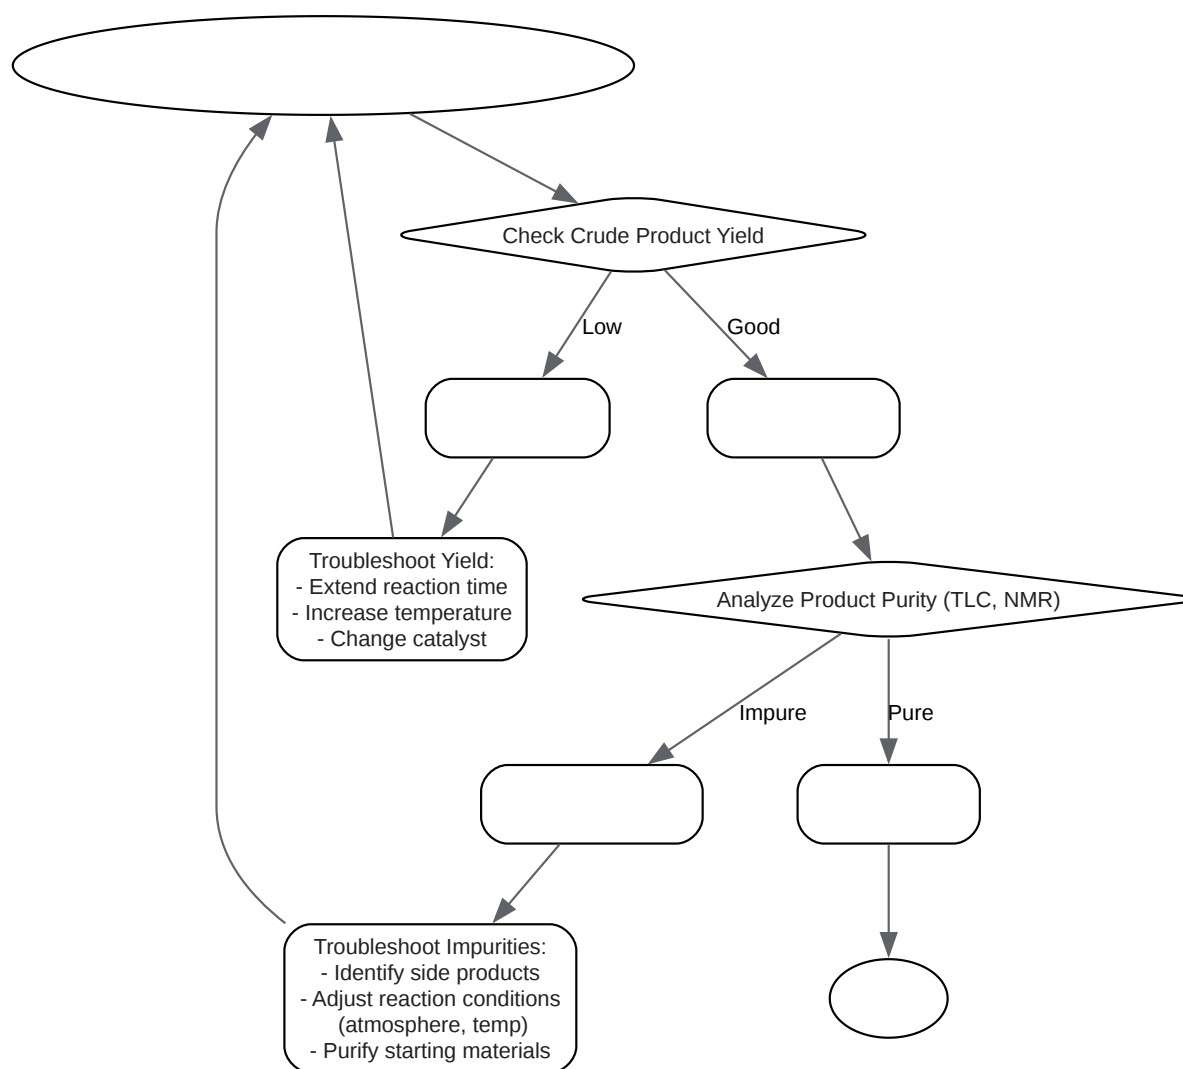 Check Crude Product Yield
Low
Good
Troubleshoot Yield:
- Extend reaction time
- Increase temperature
- Change catalyst
Analyze Product Purity (TLC, NMR)
Impure
Pure
Troubleshoot Impurities:
- Identify side products
- Adjust reaction conditions
(atmosphere, temp)
- Purify starting materials